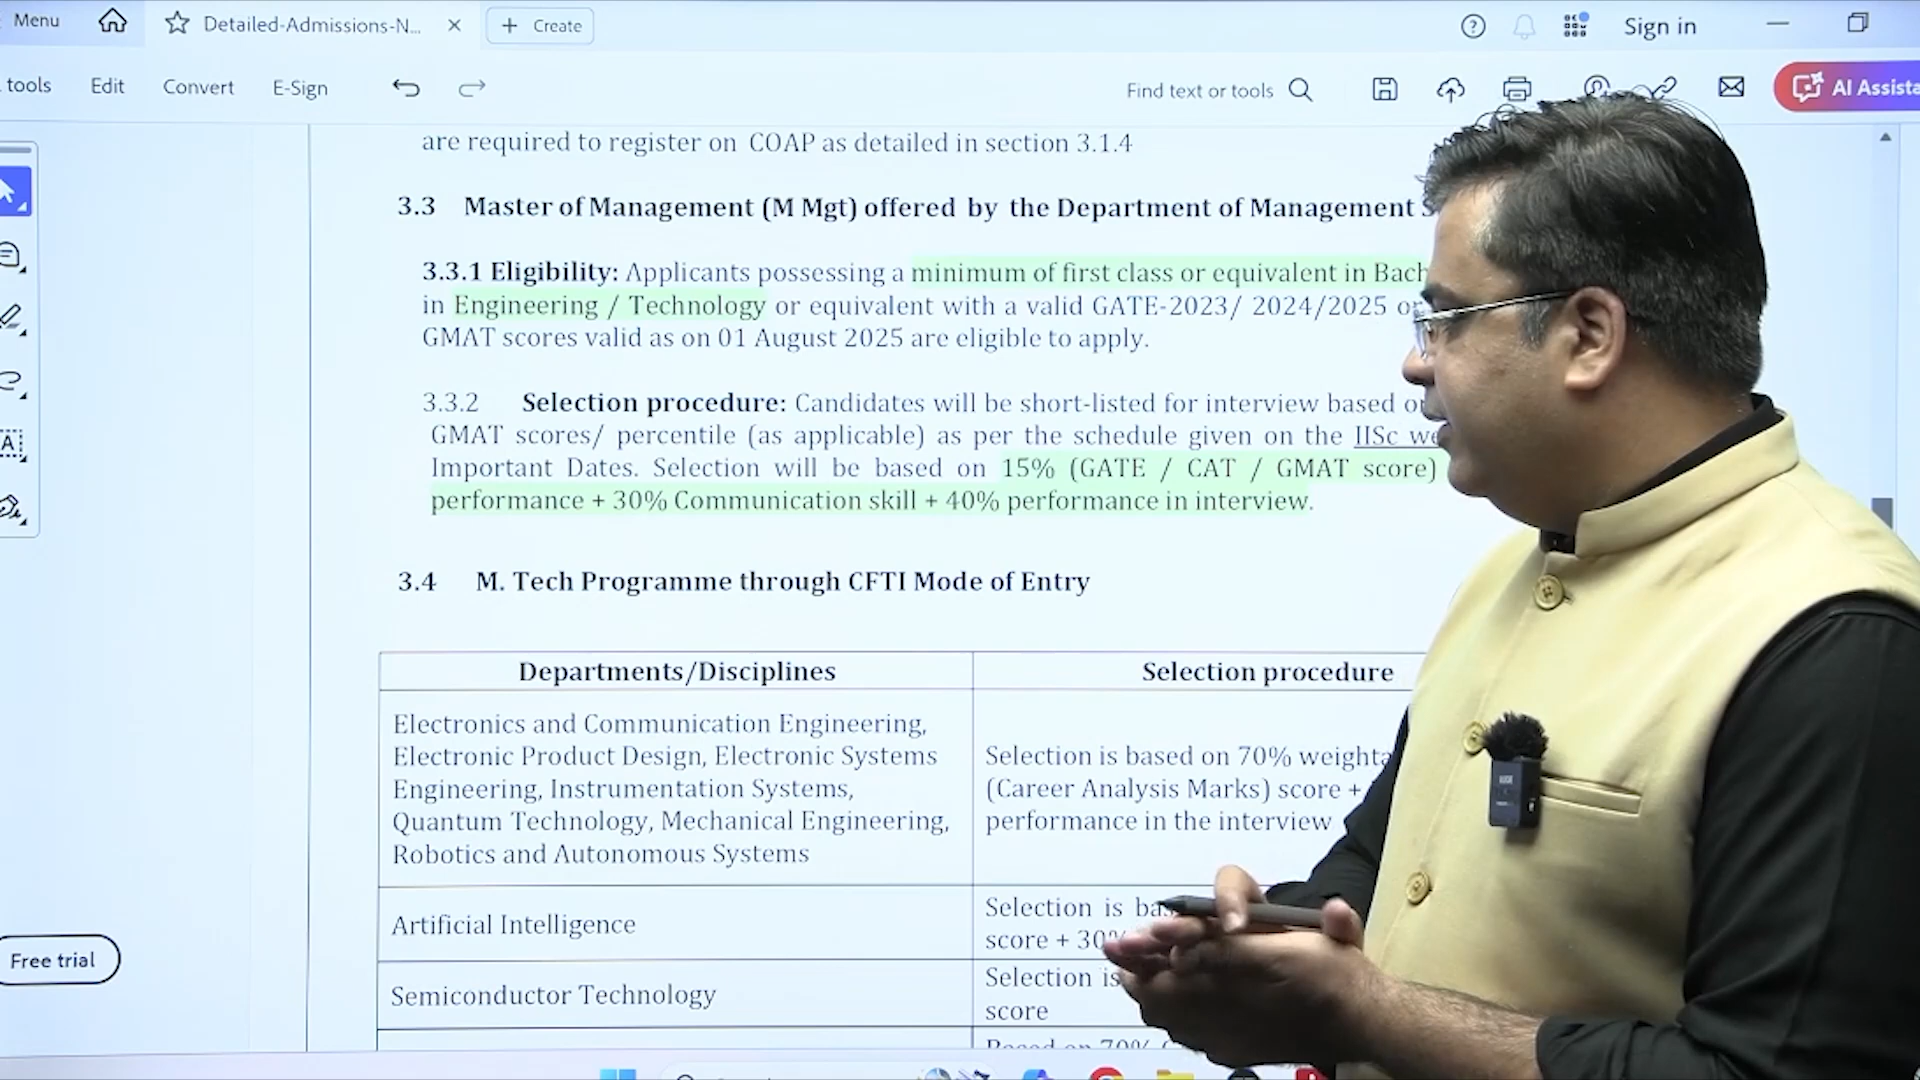 Menu
Detailed-Admissions-N...
Create
Sign in
tools
Edit
Convert
E-Sign
Find text or tools
AI Assista
are required to register on COAP as detailed in section 3.1.4
3.3 Master of Management (M Mgt) offered by the Department of Management
3.3.1 Eligibility: Applicants possessing a minimum of first class or equivalent in Bach
in Engineering / Technology or equivalent with a valid GATE-2023/ 2024/2025 or
GMAT scores valid as on 01 August 2025 are eligible to apply.
3.3.2 Selection procedure: Candidates will be short-listed for interview based on
GMAT scores/ percentile (as applicable) as per the schedule given on the IISc we
Important Dates. Selection will be based on 15% (GATE / CAT / GMAT score)
performance + 30% Communication skill + 40% performance in interview.
3.4 M. Tech Programme through CFTI Mode of Entry
Departments/Disciplines
Selection procedure
Electronics and Communication Engineering,
Electronic Product Design, Electronic Systems
Engineering, Instrumentation Systems,
Quantum Technology, Mechanical Engineering,
Robotics and Autonomous Systems
Selection is based on 70% weighta
(Career Analysis Marks) score +
performance in the interview
Artificial Intelligence
Selection is bas
score + 30%
Semiconductor Technology
Selection is
score
Based on 70%
Free trial